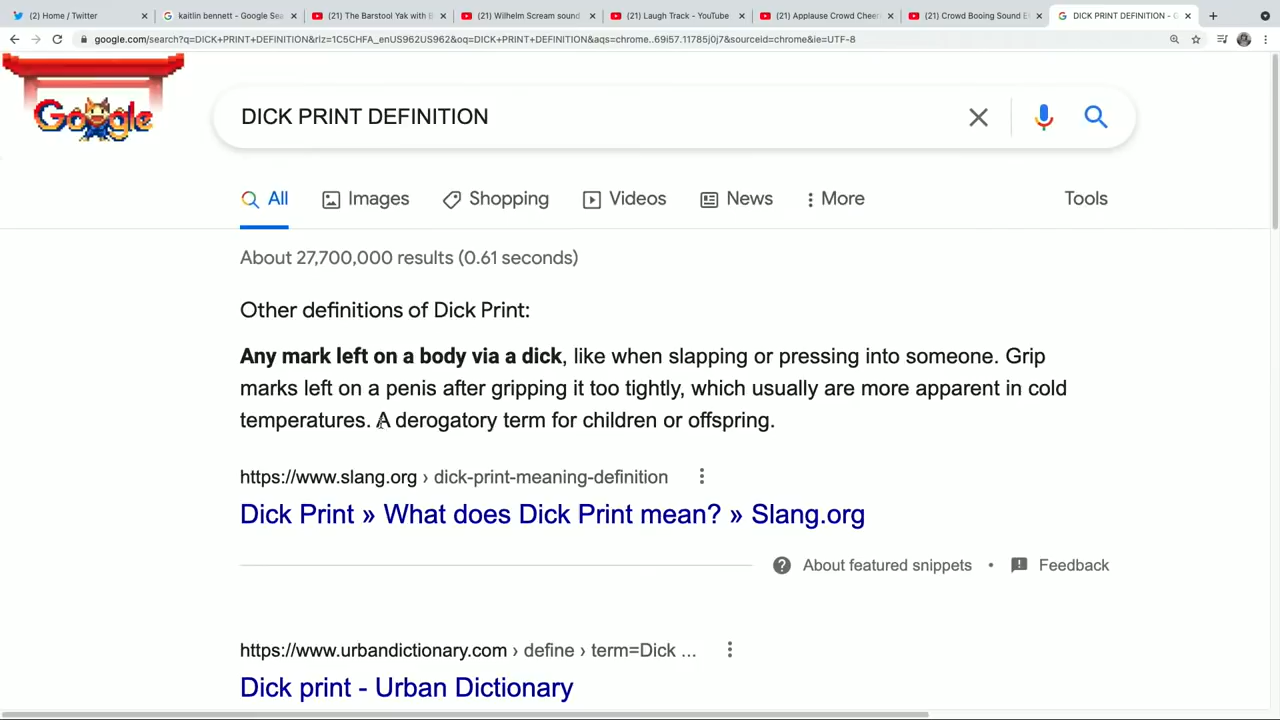 (2) Home / Twitter
kaitlin bennett - Google Sea
(21) The Barstool Yak with B
(21) Wilhelm Scream sound
(21) Laugh Track - YouTube
(21) Applause Crowd Cheer
(21) Crowd Booing Sound E
DICK PRINT DEFINITION - G
google.com/search?q=DICK+PRINT+DEFINITION&rlz=1C5CHFA_enUS962US962&oq=DICK+PRINT+DEFINITION&aqs=chrome..69i57.11785j0j7&sourceid=chrome&ie=UTF-8
Google
DICK PRINT DEFINITION
All Images Shopping Videos News More Tools
About 27,700,000 results (0.61 seconds)
Other definitions of Dick Print:
Any mark left on a body via a dick, like when slapping or pressing into someone. Grip
marks left on a penis after gripping it too tightly, which usually are more apparent in cold
temperatures. A derogatory term for children or offspring.
https://www.slang.org › dick-print-meaning-definition
Dick Print » What does Dick Print mean? » Slang.org
About featured snippets • Feedback
https://www.urbandictionary.com › define › term=Dick ...
Dick print - Urban Dictionary